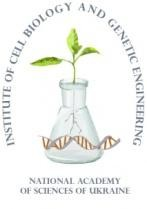 INSTITUTE OF CELL BIOLOGY AND GENETIC ENGINEERING
NATIONAL ACADEMY
OF SCIENCES OF UKRAINE